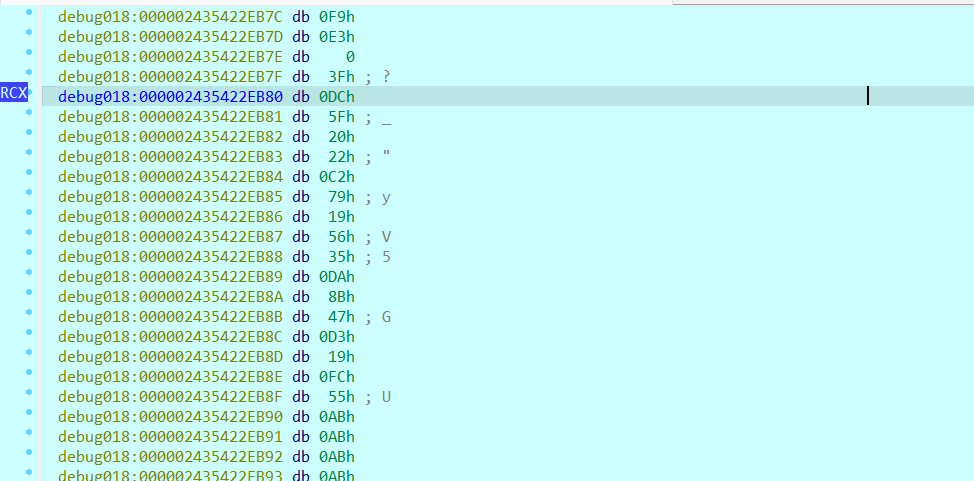 debug018:000002435422EB7C db 0F9h
debug018:000002435422EB7D db 0E3h
debug018:000002435422EB7E db    0
debug018:000002435422EB7F db  3Fh ; ?
RCX debug018:000002435422EB80 db 0DCh
debug018:000002435422EB81 db  5Fh ; _
debug018:000002435422EB82 db  20h
debug018:000002435422EB83 db  22h ; "
debug018:000002435422EB84 db 0C2h
debug018:000002435422EB85 db  79h ; y
debug018:000002435422EB86 db  19h
debug018:000002435422EB87 db  56h ; V
debug018:000002435422EB88 db  35h ; 5
debug018:000002435422EB89 db 0DAh
debug018:000002435422EB8A db  8Bh
debug018:000002435422EB8B db  47h ; G
debug018:000002435422EB8C db 0D3h
debug018:000002435422EB8D db  19h
debug018:000002435422EB8E db 0FCh
debug018:000002435422EB8F db  55h ; U
debug018:000002435422EB90 db 0ABh
debug018:000002435422EB91 db 0ABh
debug018:000002435422EB92 db 0ABh
debug018:000002435422EB93 db 0ABh